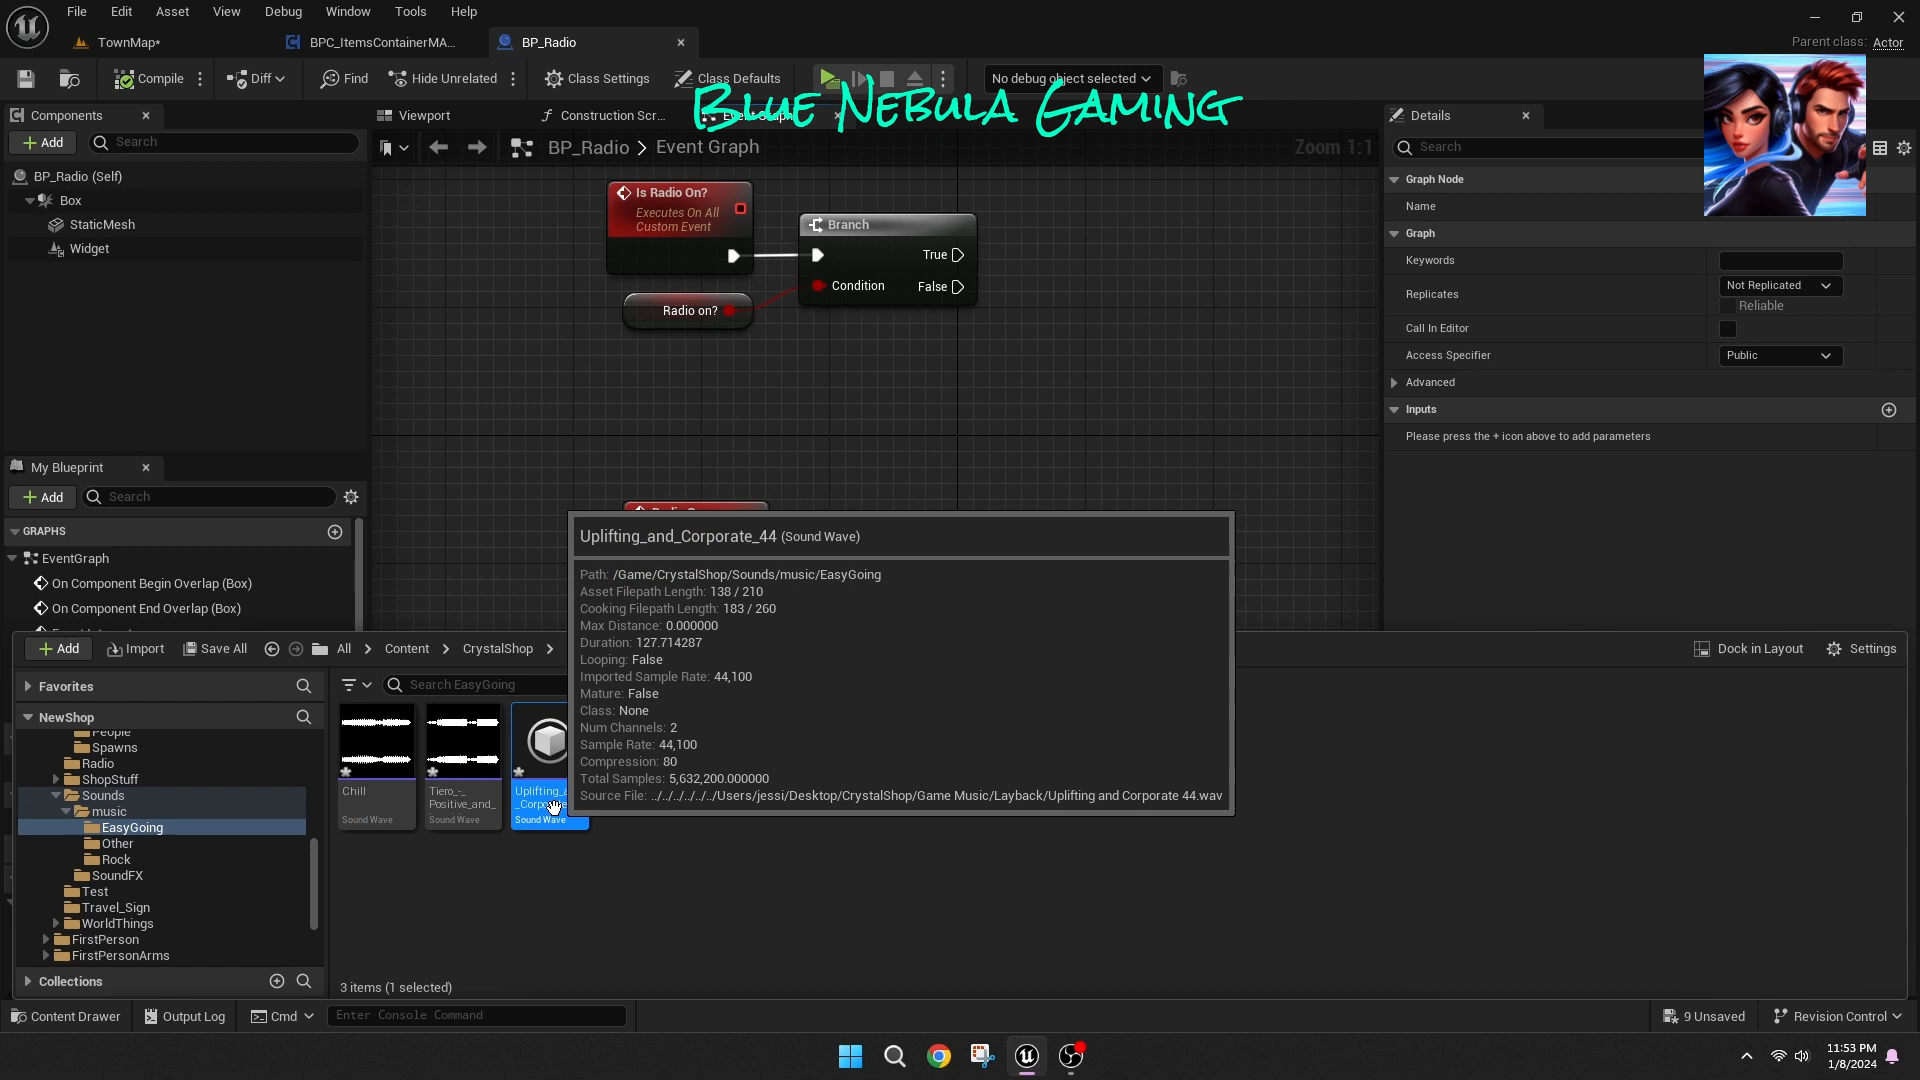 File Edit Asset View Debug Window Tools Help
TownMap*
BPC_ItemsContainerMA...
BP_Radio
Parent class: Actor
Compile
Diff
Find
Hide Unrelated
Class Settings
Class Defaults
No debug object selected
Blue Nebula Gaming
Components
Add
Search
BP_Radio (Self)
Box
StaticMesh
Widget
Viewport
Construction Scr...
Event Graph
BP_Radio > Event Graph
Zoom 1:1
Is Radio On?
Executes On All
Custom Event
Branch
True
Condition
False
Radio on?
Details
Search
Graph Node
Name
Graph
Keywords
Replicates
Not Replicated
Reliable
Call In Editor
Access Specifier
Public
Advanced
Inputs
Please press the + icon above to add parameters
My Blueprint
Add
Search
GRAPHS
EventGraph
On Component Begin Overlap (Box)
On Component End Overlap (Box)
Uplifting_and_Corporate_44 (Sound Wave)
Path: /Game/CrystalShop/Sounds/music/EasyGoing
Asset Filepath Length: 138 / 210
Cooking Filepath Length: 183 / 260
Max Distance: 0.000000
Duration: 127.714287
Looping: False
Imported Sample Rate: 44,100
Mature: False
Class: None
Num Channels: 2
Sample Rate: 44,100
Compression: 80
Total Samples: 5,632,200.000000
Source File: ../../../../../../Users/jessi/Desktop/CrystalShop/Game Music/Layback/Uplifting and Corporate 44.wav
Add
Import
Save All
All > Content > CrystalShop >
Dock in Layout
Settings
Favorites
NewShop
People
Spawns
Radio
ShopStuff
Sounds
music
EasyGoing
Other
Rock
SoundFX
Test
Travel_Sign
WorldThings
FirstPerson
FirstPersonArms
Collections
Search EasyGoing
Chill
Sound Wave
Tiero_-_
Positive_and_
Sound Wave
Uplifting_a
_Corporate
Sound Wave
3 items (1 selected)
Content Drawer
Output Log
Cmd
Enter Console Command
9 Unsaved
Revision Control
11:53 PM
1/8/2024